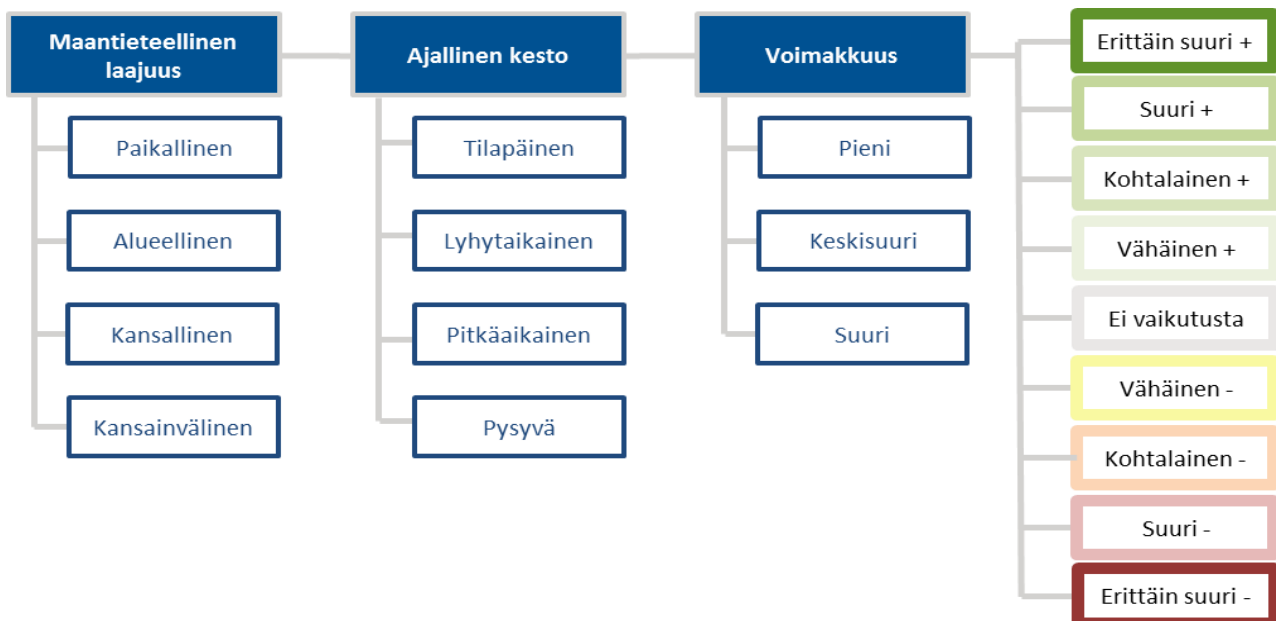 Maantieteellinen
laajuus
Paikallinen
Alueellinen
Kansallinen
Kansainvälinen
Ajallinen kesto
Tilapäinen
Lyhytaikainen
Pitkäaikainen
Pysyvä
Voimakkuus
Pieni
Keskisuuri
Suuri
Erittäin suuri +
Suuri +
Kohtalainen +
Vähäinen +
Ei vaikutusta
Vähäinen -
Kohtalainen -
Suuri -
Erittäin suuri -